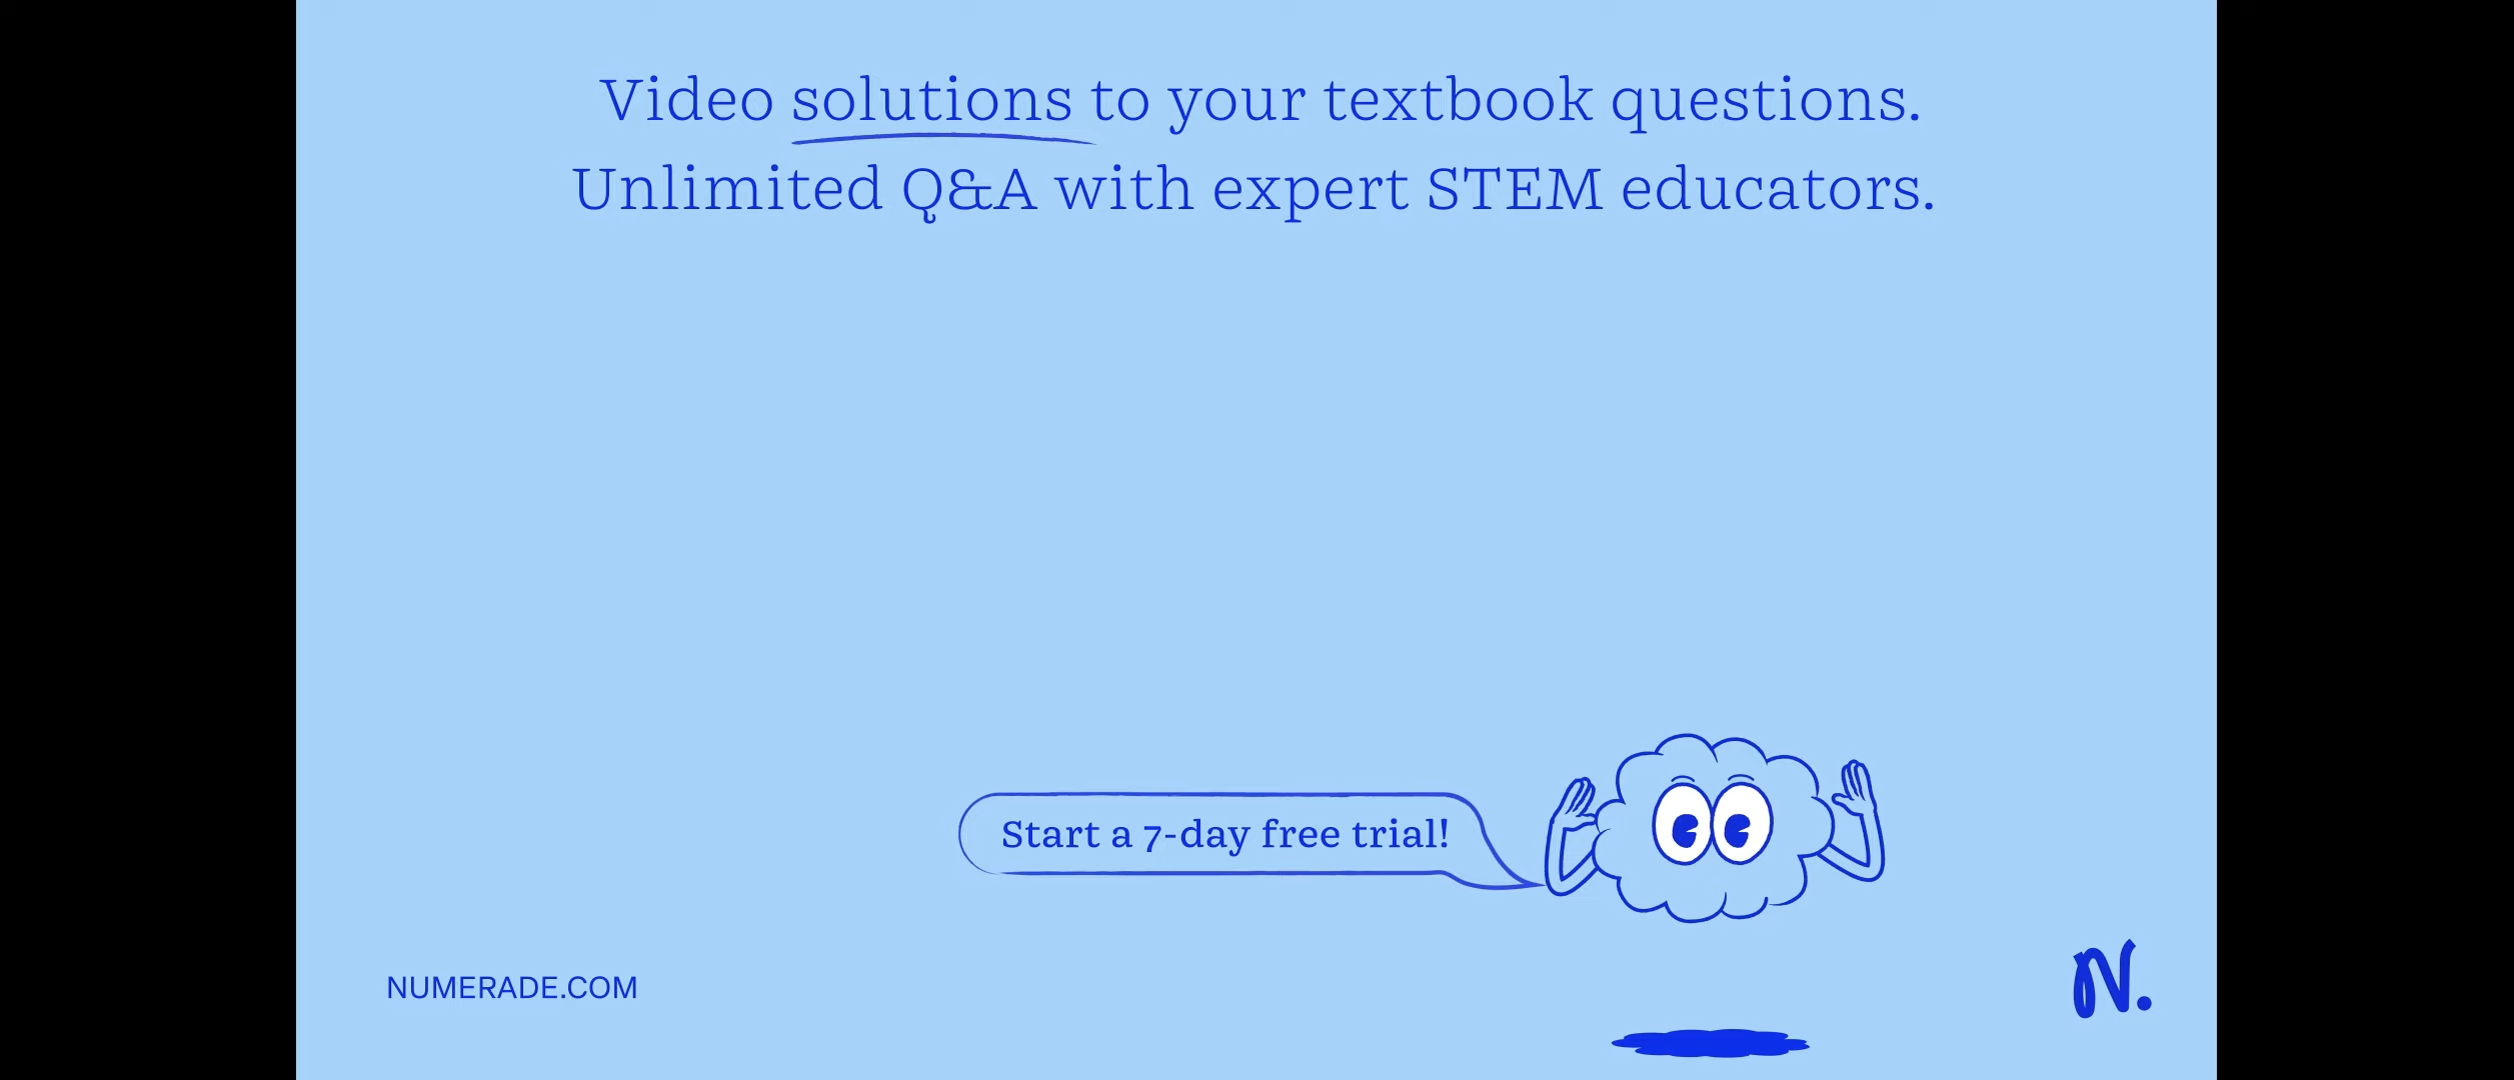 Video solutions to your textbook questions.
Unlimited Q&A with expert STEM educators.
Start a 7-day free trial!
NUMERADE.COM
N.